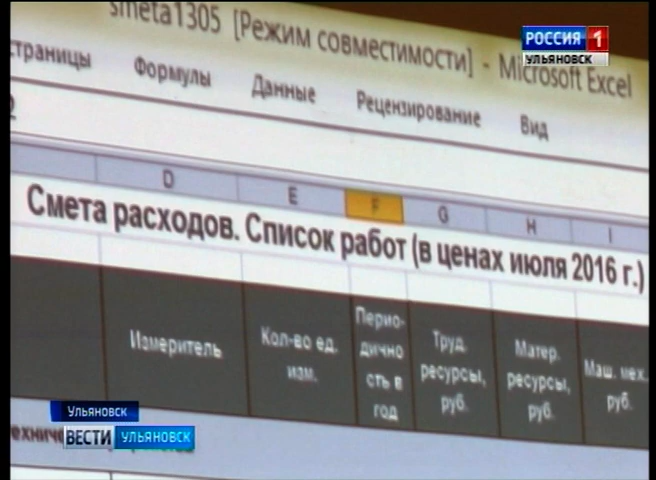 smeta1305 [Режим совместимости] - Microsoft Excel
РОССИЯ 1
УЛЬЯНОВСК
страницы Формулы Данные Рецензирование Вид
D E F G H I
Смета расходов. Список работ (в ценах июля 2016 г.)
Измеритель
Кол-во ед.
изм.
Перио-
дично
сть в
год
Труд.
ресурсы,
руб.
Матер.
ресурсы,
руб.
Маш. мех.
руб.
Ульяновск
ВЕСТИ УЛЬЯНОВСК